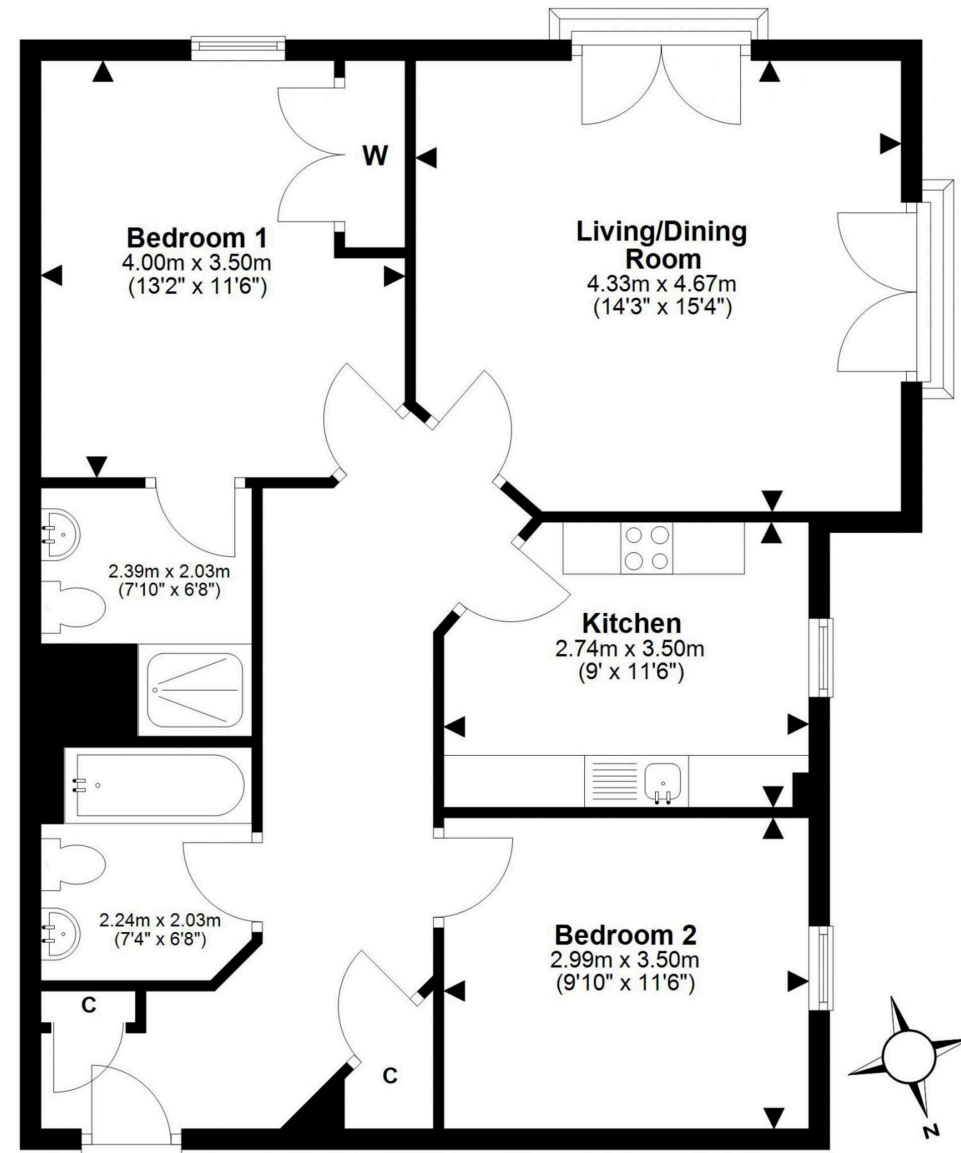 W
Bedroom 1
4.00m x 3.50m
(13'2" x 11'6")
Living/Dining
Room
4.33m x 4.67m
(14'3" x 15'4")
2.39m x 2.03m
(7'10" x 6'8")
Kitchen
2.74m x 3.50m
(9' x 11'6")
2.24m x 2.03m
(7'4" x 6'8")
Bedroom 2
2.99m x 3.50m
(9'10" x 11'6")
C
C
N